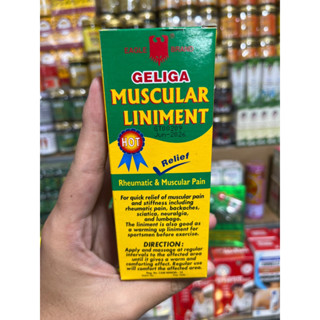 EAGLE BRAND
GELIGA
MUSCULAR
LINIMENT
HOT
Relief
Rheumatic & Muscular Pain
For quick relief of muscular pain
and stiffness including
rheumatic pain, backaches,
sciatica, neuralgia,
and lumbago.
The liniment is also good as
a warming up liniment for
sportsmen before exercise.
DIRECTION:
Apply and massage at regular
intervals to the affected area
until it gives a warm and
comforting effect. Regular use
will comfort the affected area.